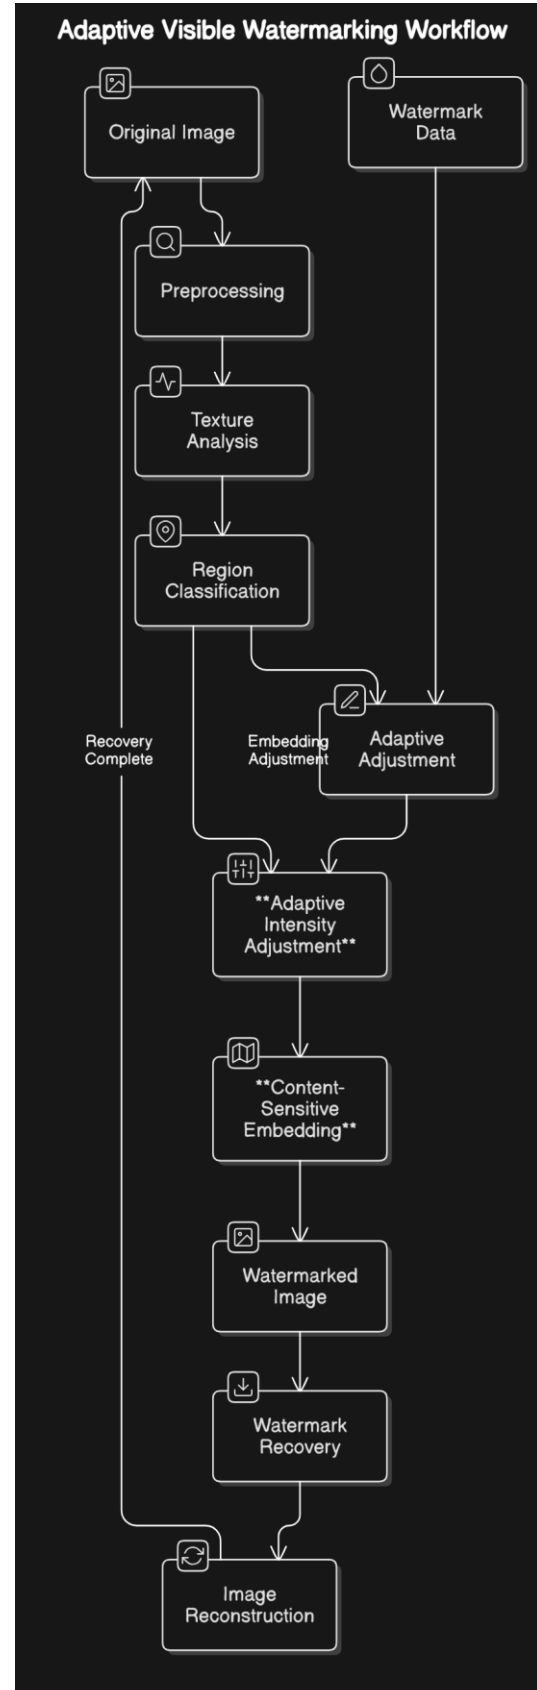 Adaptive Visible Watermarking Workflow
Original Image
Watermark
Data
Preprocessing
Texture
Analysis
Region
Classification
Recovery
Complete
Embedding
Adjustment
Adaptive
Adjustment
**Adaptive
Intensity
Adjustment**
**Content-
Sensitive
Embedding**
Watermarked
Image
Watermark
Recovery
Image
Reconstruction